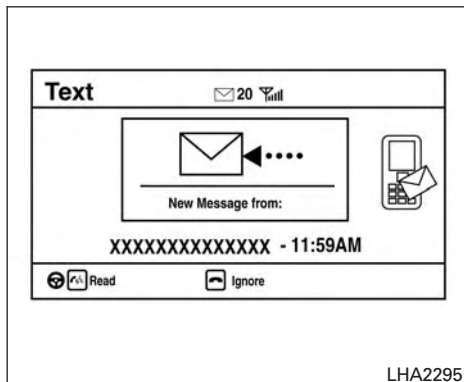 Text 20
New Message from:
XXXXXXXXXXXXXX - 11:59AM
Read Ignore
LHA2295